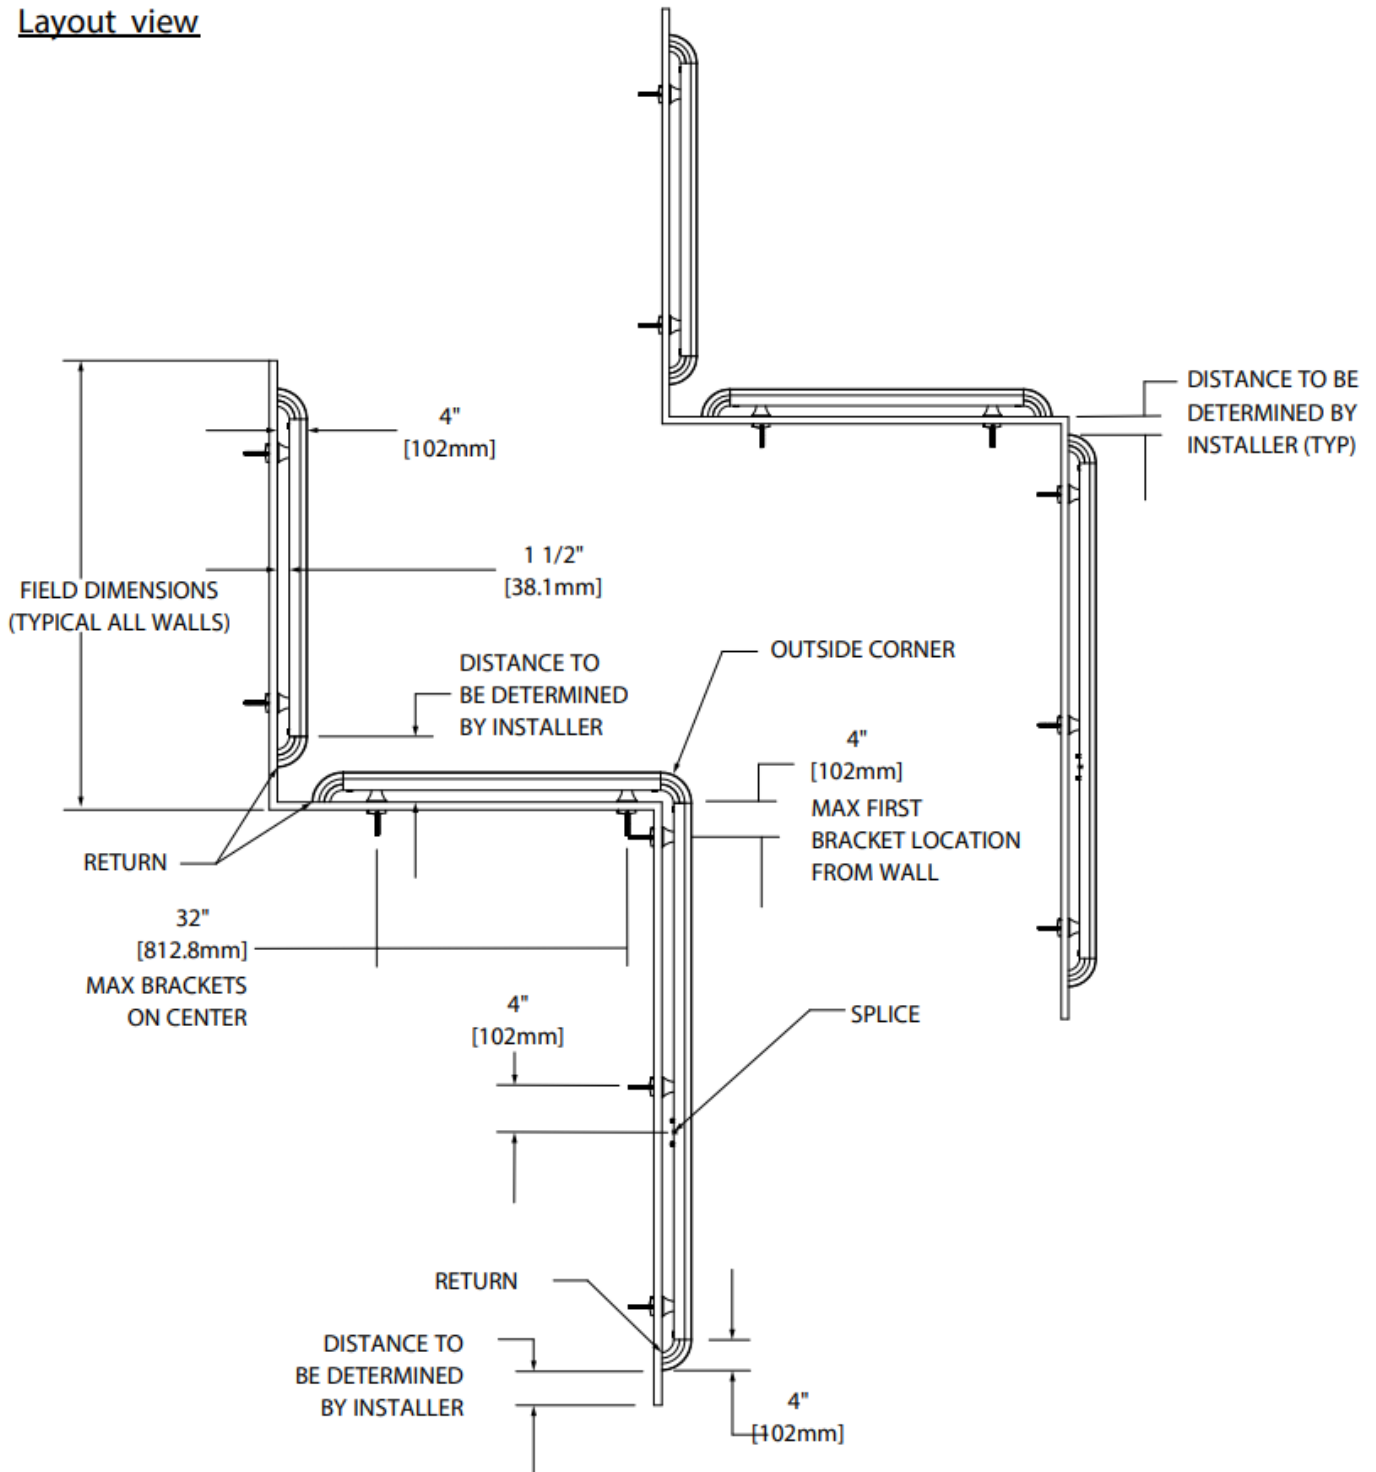 Layout view
DISTANCE TO BE
DETERMINED BY
INSTALLER (TYP)
4"
[102mm]
1 1/2"
[38.1mm]
FIELD DIMENSIONS
(TYPICAL ALL WALLS)
DISTANCE TO
BE DETERMINED
BY INSTALLER
OUTSIDE CORNER
4"
[102mm]
MAX FIRST
BRACKET LOCATION
FROM WALL
RETURN
32"
[812.8mm]
MAX BRACKETS
ON CENTER
4"
[102mm]
SPLICE
RETURN
DISTANCE TO
BE DETERMINED
BY INSTALLER
4"
[102mm]